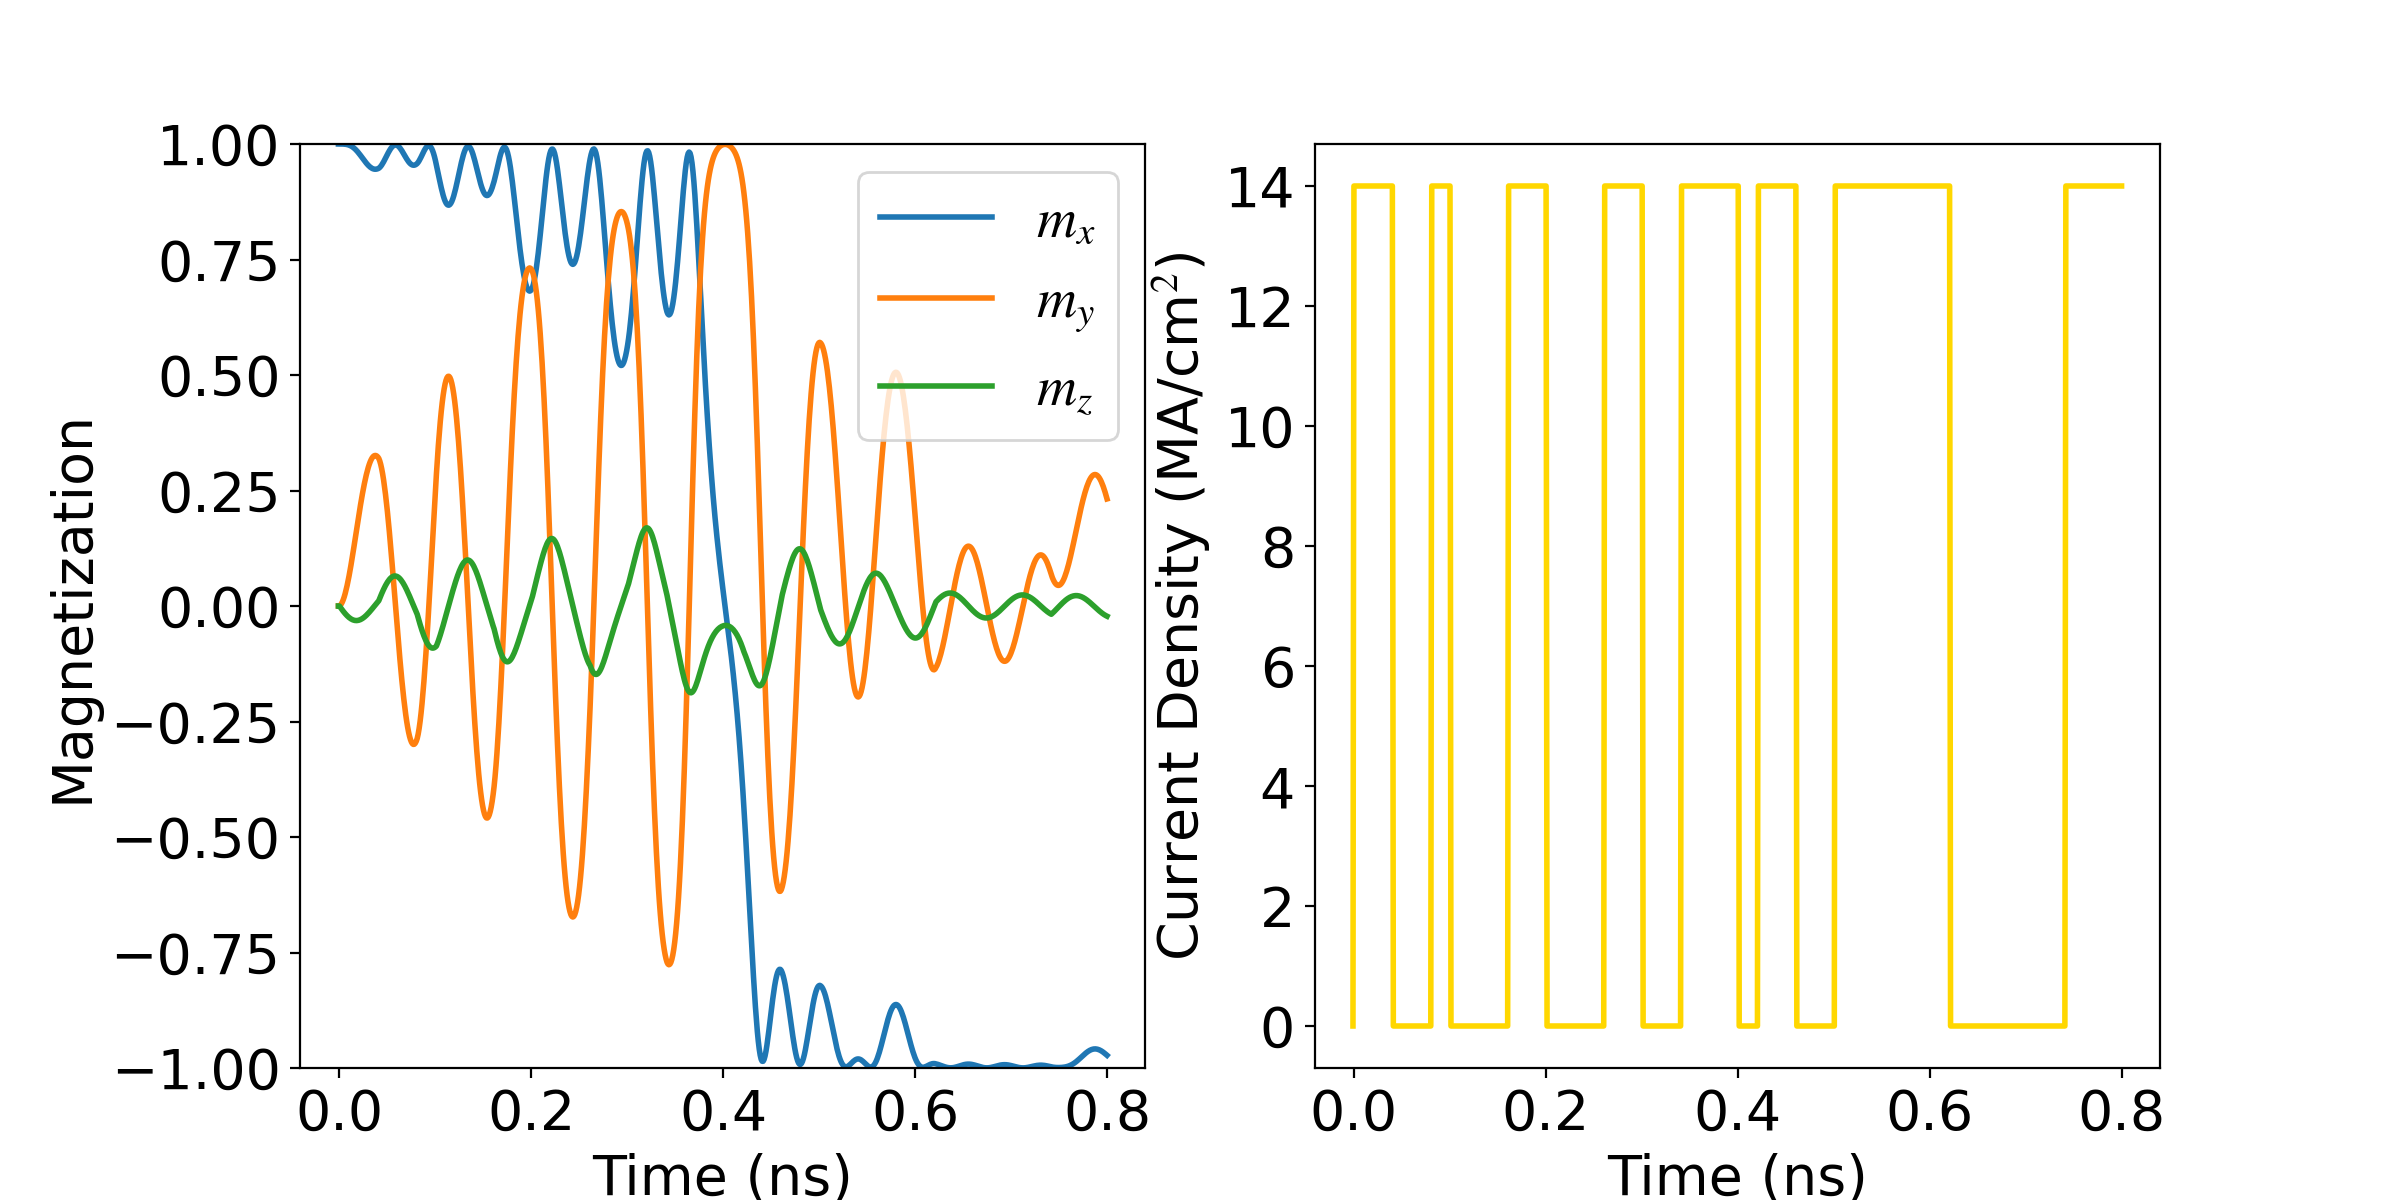 Magnetization
1.00
0.75
0.50
0.25
0.00
−0.25
−0.50
−0.75
−1.00
0.0 0.2 0.4 0.6 0.8
Time (ns)
m_x
m_y
m_z
Current Density (MA/cm²)
14
12
10
8
6
4
2
0
0.0 0.2 0.4 0.6 0.8
Time (ns)